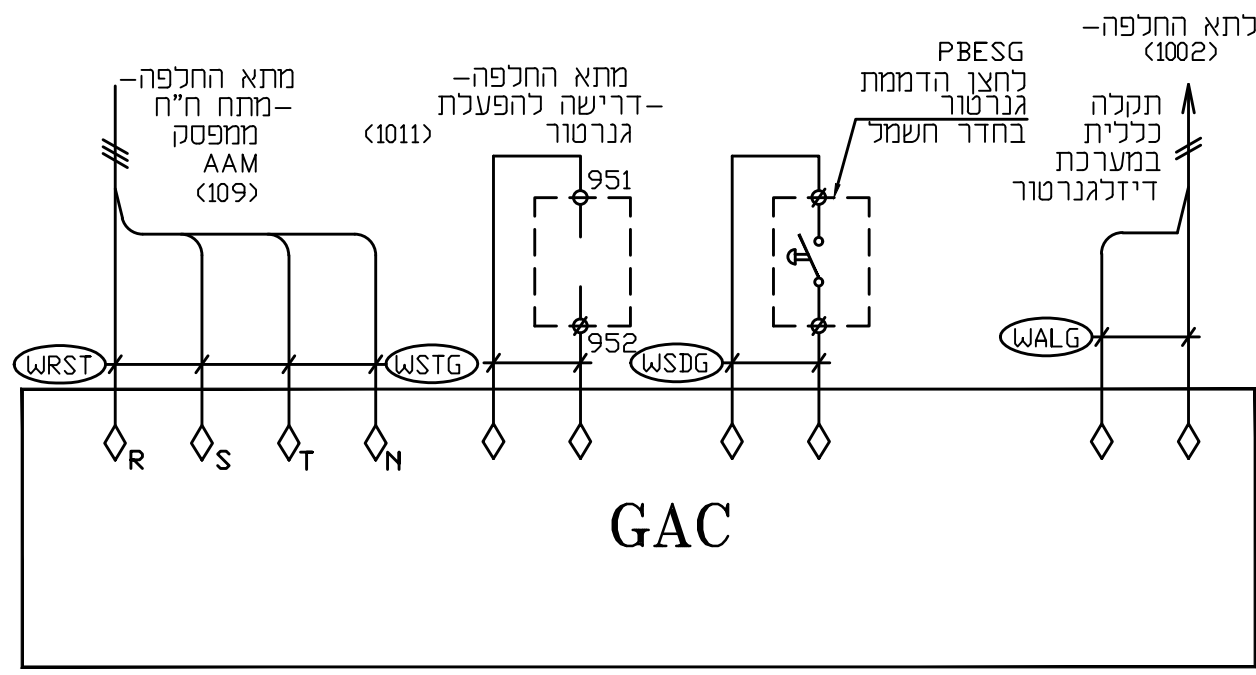 מתא החלפה-
מתח ח"ח-
ממפסק
AAM
(109)
מתא החלפה-
דרישה להפעלת-
גנרטור
(1011)
951
952
PBESG
לחצן הדממת
גנרטור
בחדר חשמל
לתא החלפה-
(1002)
תקלה
כללית
במערכת
דיזלגנרטור
WRST
WSTG
WSDG
WALG
R
S
T
N
GAC